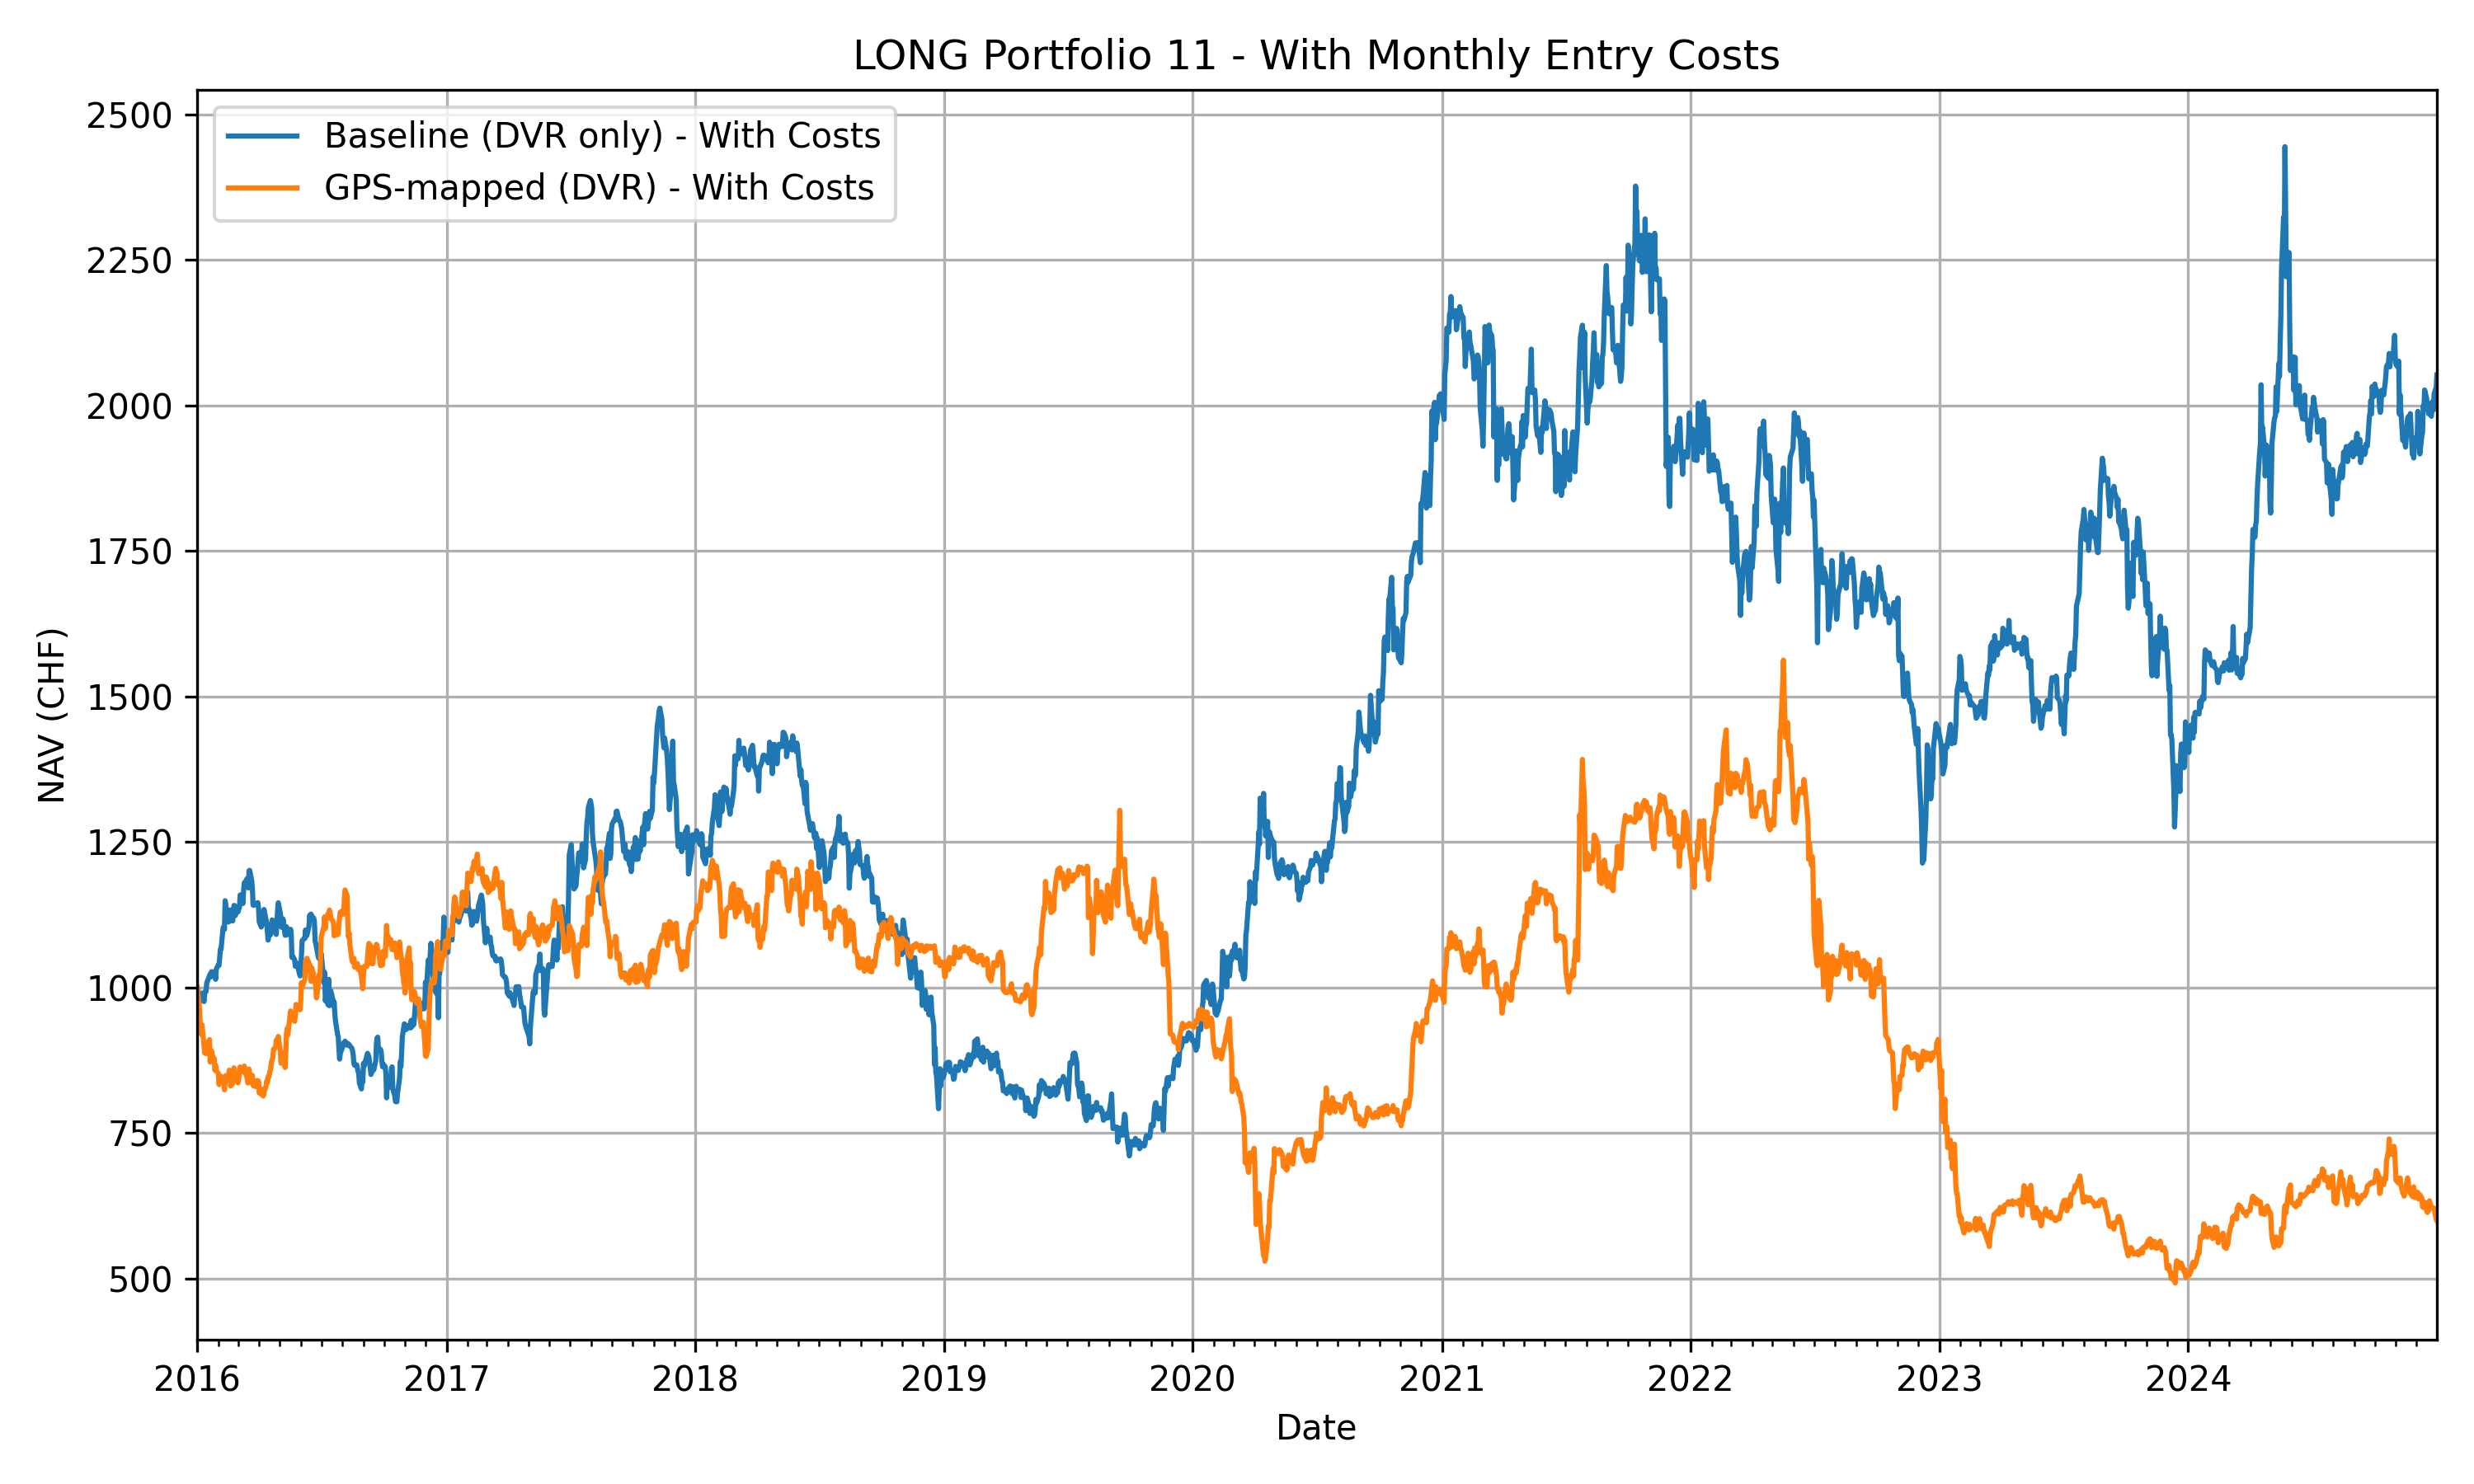 LONG Portfolio 11 - With Monthly Entry Costs
Baseline (DVR only) - With Costs
GPS-mapped (DVR) - With Costs
NAV (CHF)
2500
2250
2000
1750
1500
1250
1000
750
500
2016 2017 2018 2019 2020 2021 2022 2023 2024
Date